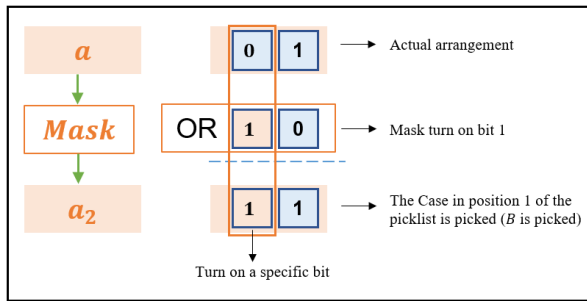 a
0 1
Actual arrangement
Mask
OR 1 0
Mask turn on bit 1
a₂
1 1
The Case in position 1 of the
picklist is picked (B is picked)
Turn on a specific bit